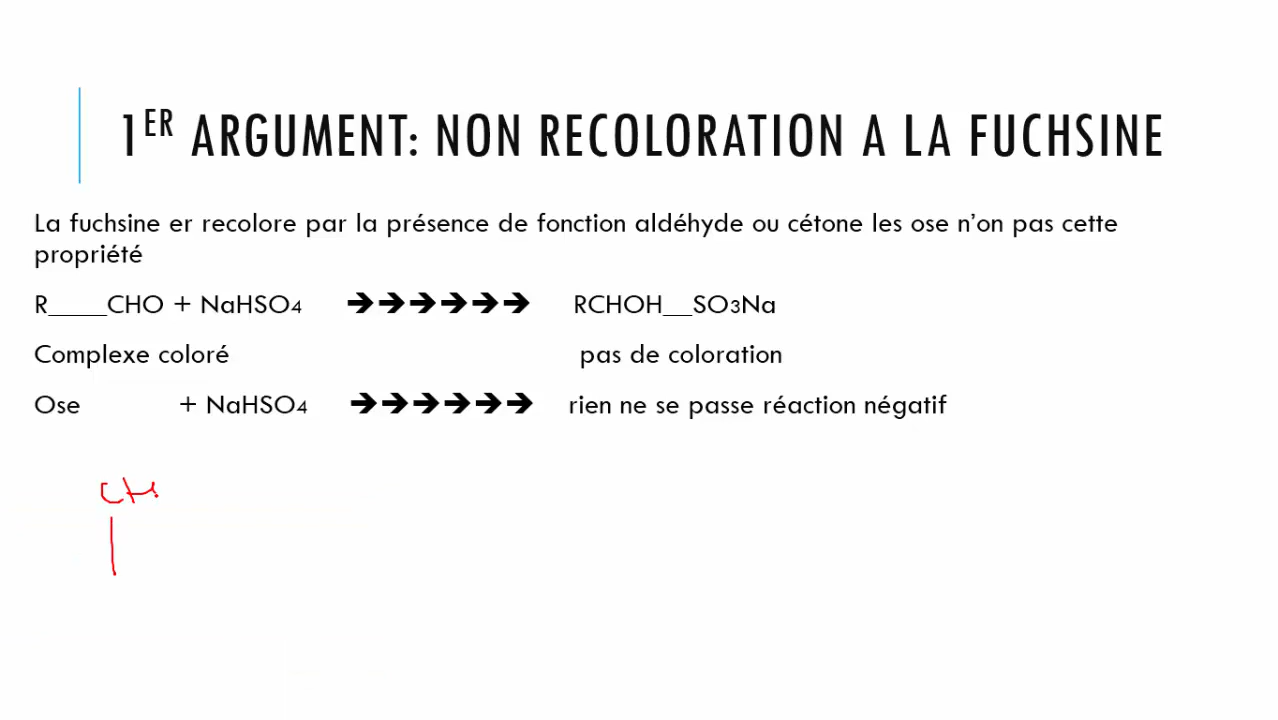 1ER ARGUMENT: NON RECOLORATION A LA FUCHSINE
La fuchsine er recolore par la présence de fonction aldéhyde ou cétone les ose n’on pas cette
propriété
R____CHO + NaHSO4 ➔➔➔➔➔➔ RCHOH__SO3Na
Complexe coloré pas de coloration
Ose + NaHSO4 ➔➔➔➔➔➔ rien ne se passe réaction négatif
CH